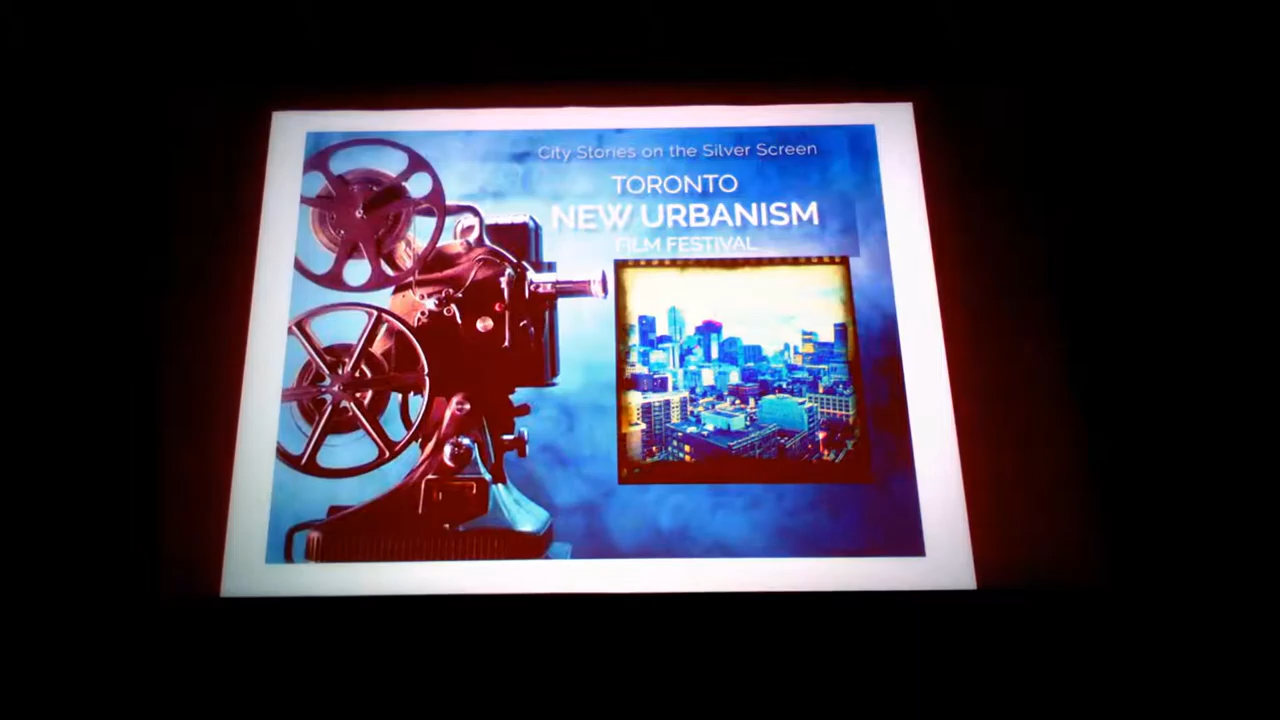 City Stories on the Silver Screen
TORONTO
NEW URBANISM
FILM FESTIVAL